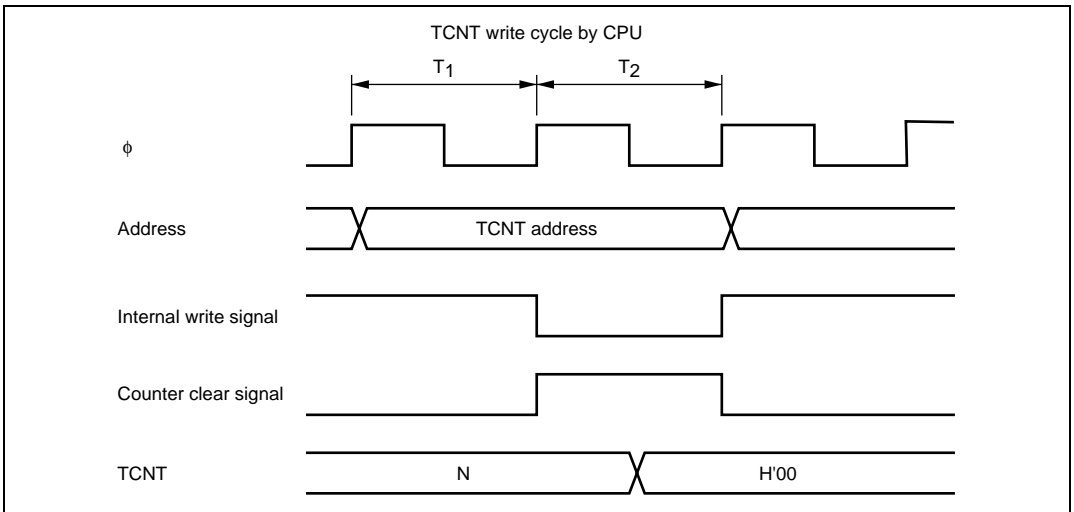 TCNT write cycle by CPU
T1 T2
ϕ
Address TCNT address
Internal write signal
Counter clear signal
TCNT N H'00